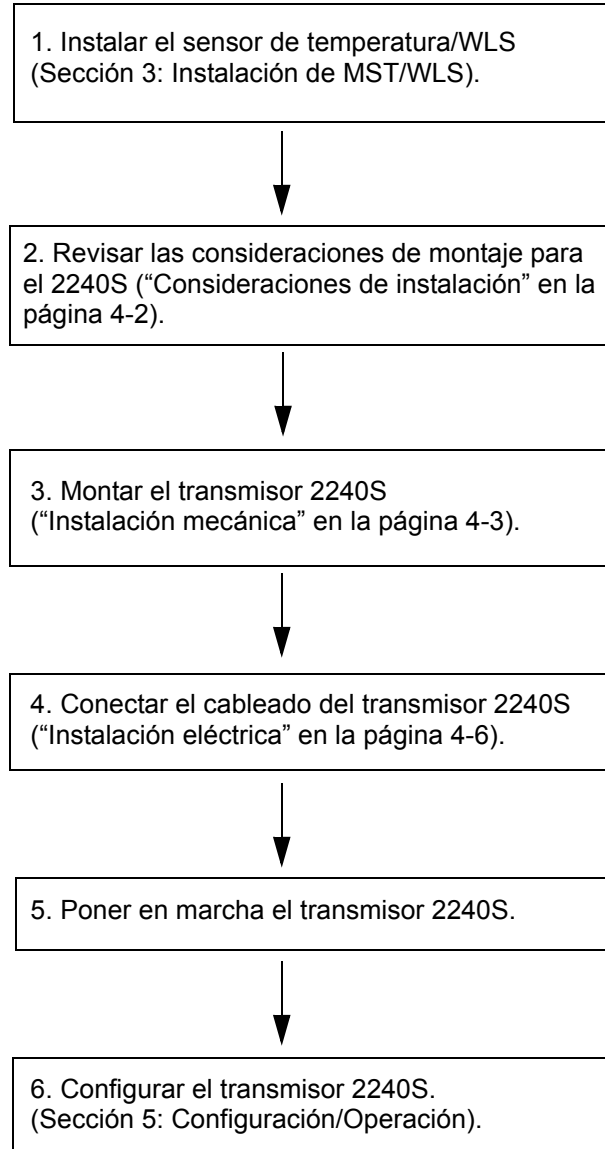 1. Instalar el sensor de temperatura/WLS
(Sección 3: Instalación de MST/WLS).
2. Revisar las consideraciones de montaje para
el 2240S (“Consideraciones de instalación” en la
página 4-2).
3. Montar el transmisor 2240S
(“Instalación mecánica” en la página 4-3).
4. Conectar el cableado del transmisor 2240S
(“Instalación eléctrica” en la página 4-6).
5. Poner en marcha el transmisor 2240S.
6. Configurar el transmisor 2240S.
(Sección 5: Configuración/Operación).